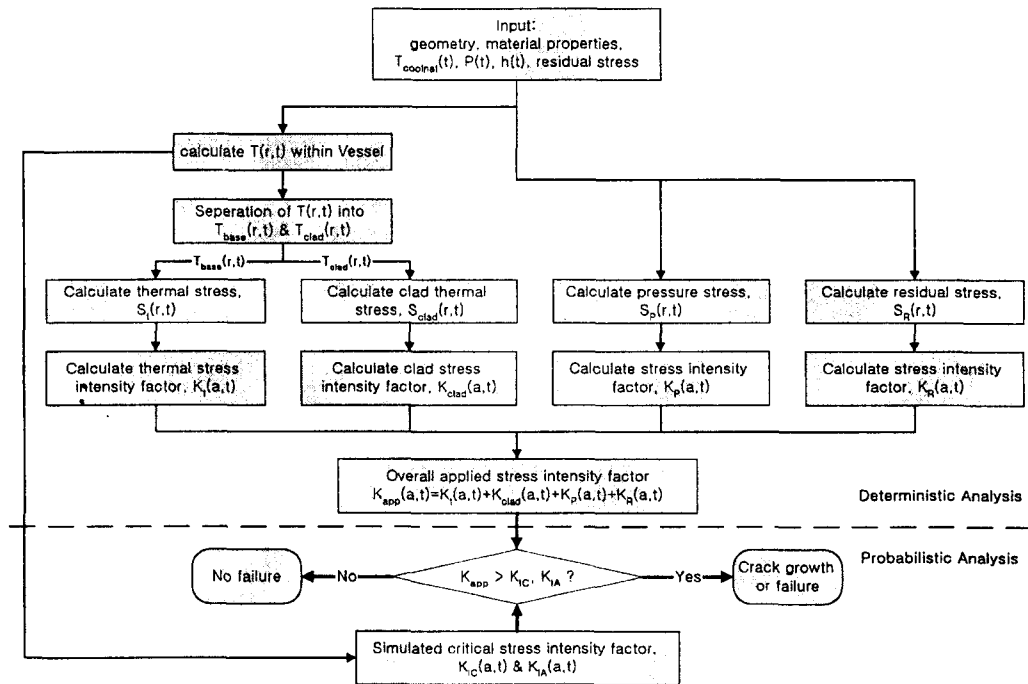 Input:
geometry, material properties,
T_coolnal(t), P(t), h(t), residual stress
calculate T(r,t) within Vessel
Seperation of T(r,t) into
T_base(r,t) & T_clad(r,t)
T_base(r,t)
T_clad(r,t)
Calculate thermal stress,
S_t(r,t)
Calculate clad thermal
stress, S_clad(r,t)
Calculate pressure stress,
S_P(r,t)
Calculate residual stress,
S_R(r,t)
Calculate thermal stress
intensity factor, K_t(a,t)
Calculate clad stress
intensity factor, K_clad(a,t)
Calculate stress intensity
factor, K_P(a,t)
Calculate stress intensity
factor, K_R(a,t)
Overall applied stress intensity factor
K_app(a,t)=K_t(a,t)+K_clad(a,t)+K_P(a,t)+K_R(a,t)
Deterministic Analysis
Probabilistic Analysis
No failure
No
K_app > K_IC, K_IA ?
Yes
Crack growth
or failure
Simulated critical stress intensity factor,
K_IC(a,t) & K_IA(a,t)